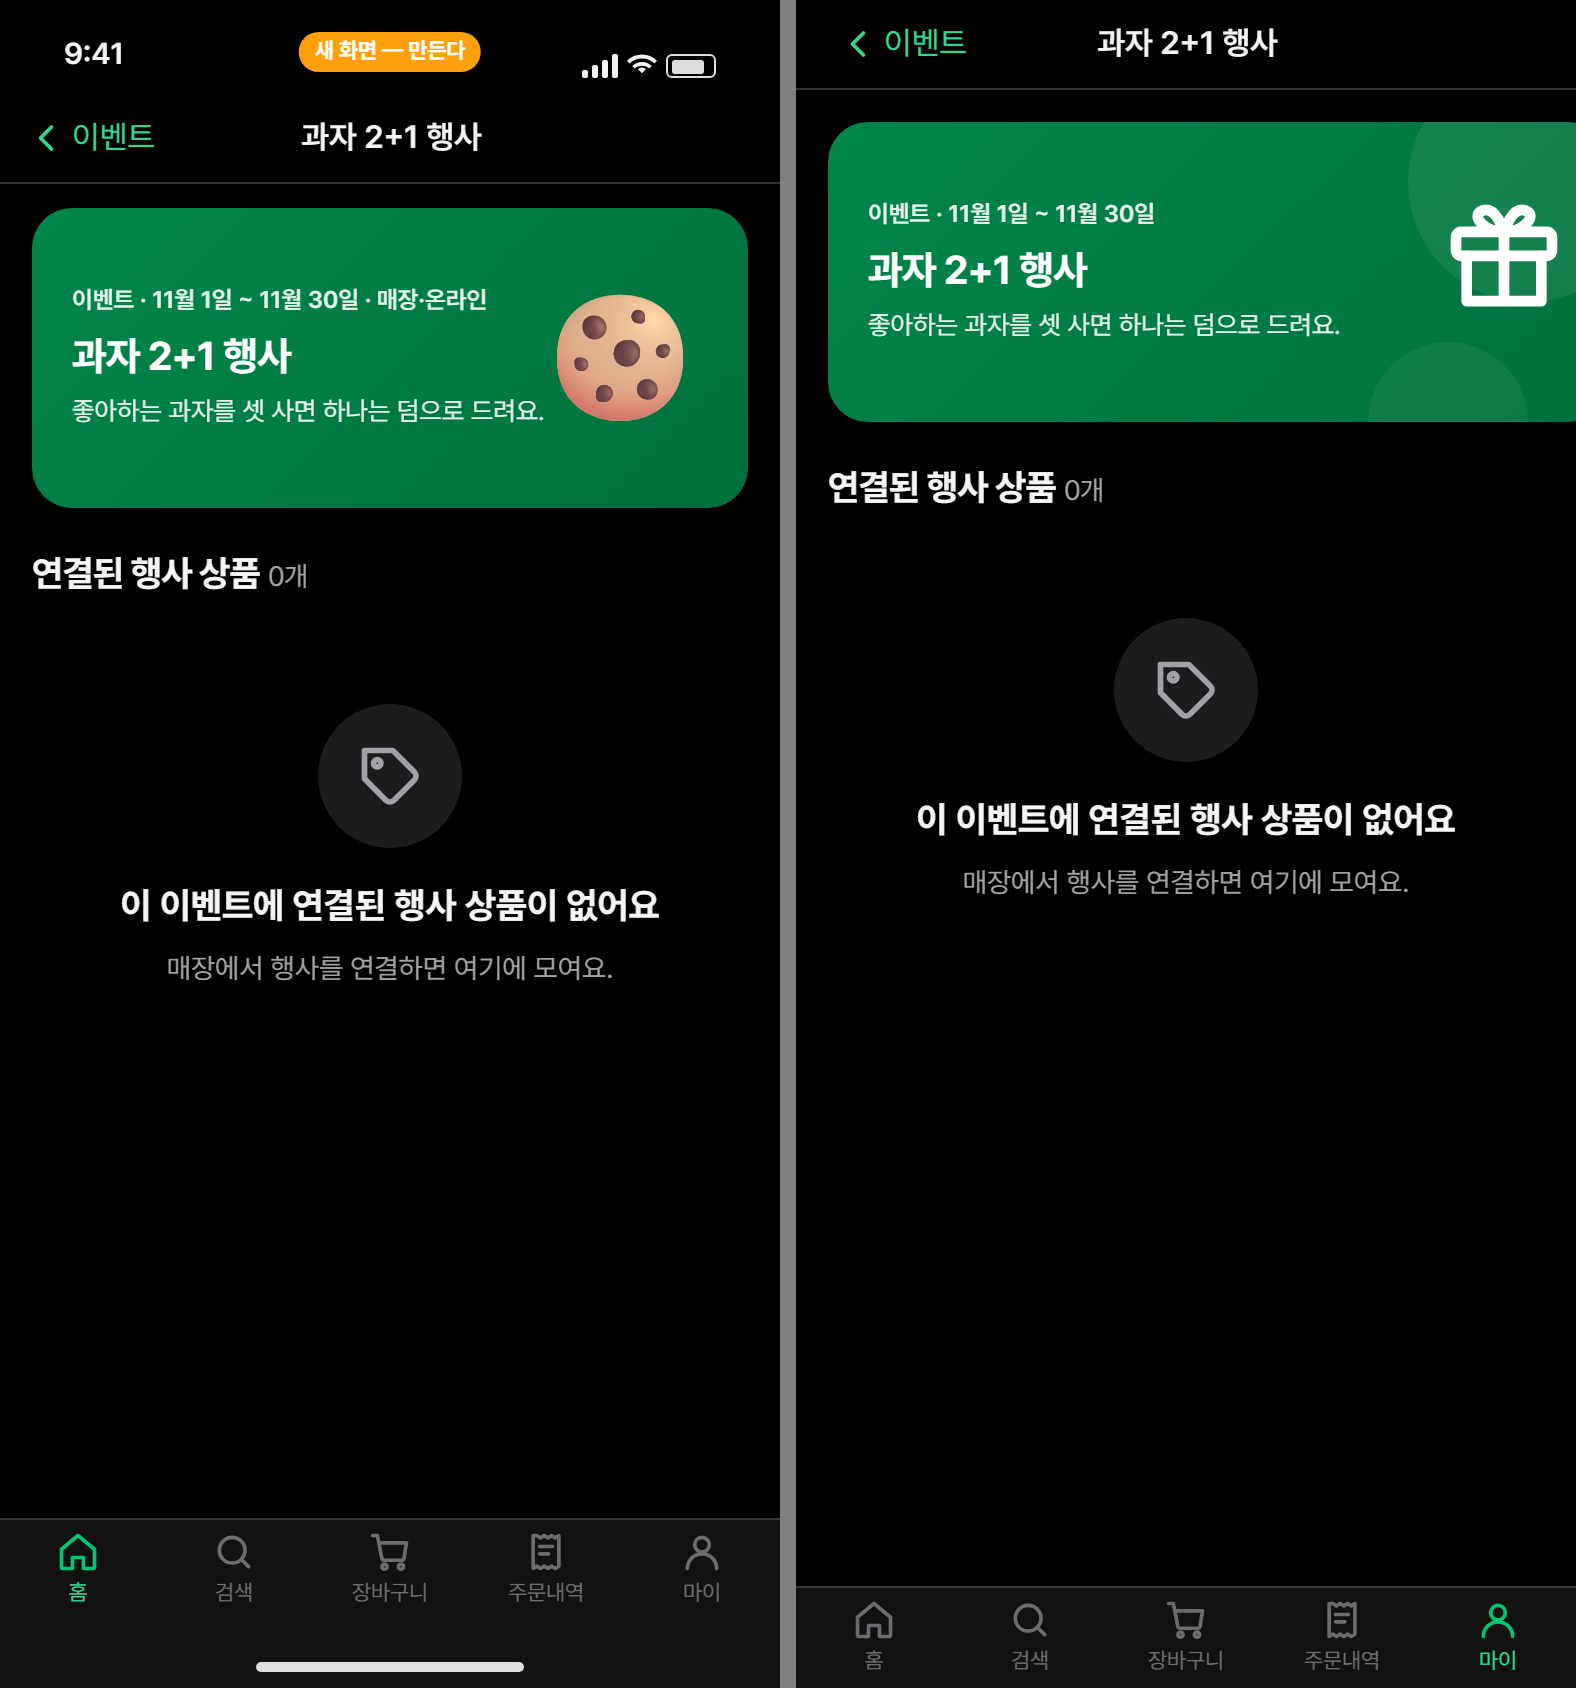 9:41
새 화면 — 만든다
이벤트
과자 2+1 행사
이벤트 · 11월 1일 ~ 11월 30일 · 매장·온라인
과자 2+1 행사
좋아하는 과자를 셋 사면 하나는 덤으로 드려요.
연결된 행사 상품 0개
이 이벤트에 연결된 행사 상품이 없어요
매장에서 행사를 연결하면 여기에 모여요.
홈 검색 장바구니 주문내역 마이
이벤트
과자 2+1 행사
이벤트 · 11월 1일 ~ 11월 30일
과자 2+1 행사
좋아하는 과자를 셋 사면 하나는 덤으로 드려요.
연결된 행사 상품 0개
이 이벤트에 연결된 행사 상품이 없어요
매장에서 행사를 연결하면 여기에 모여요.
홈 검색 장바구니 주문내역 마이